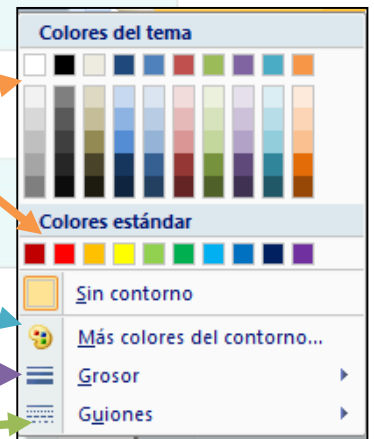 Colores del tema
Colores estándar
Sin contorno
Más colores del contorno...
Grosor
Guiones